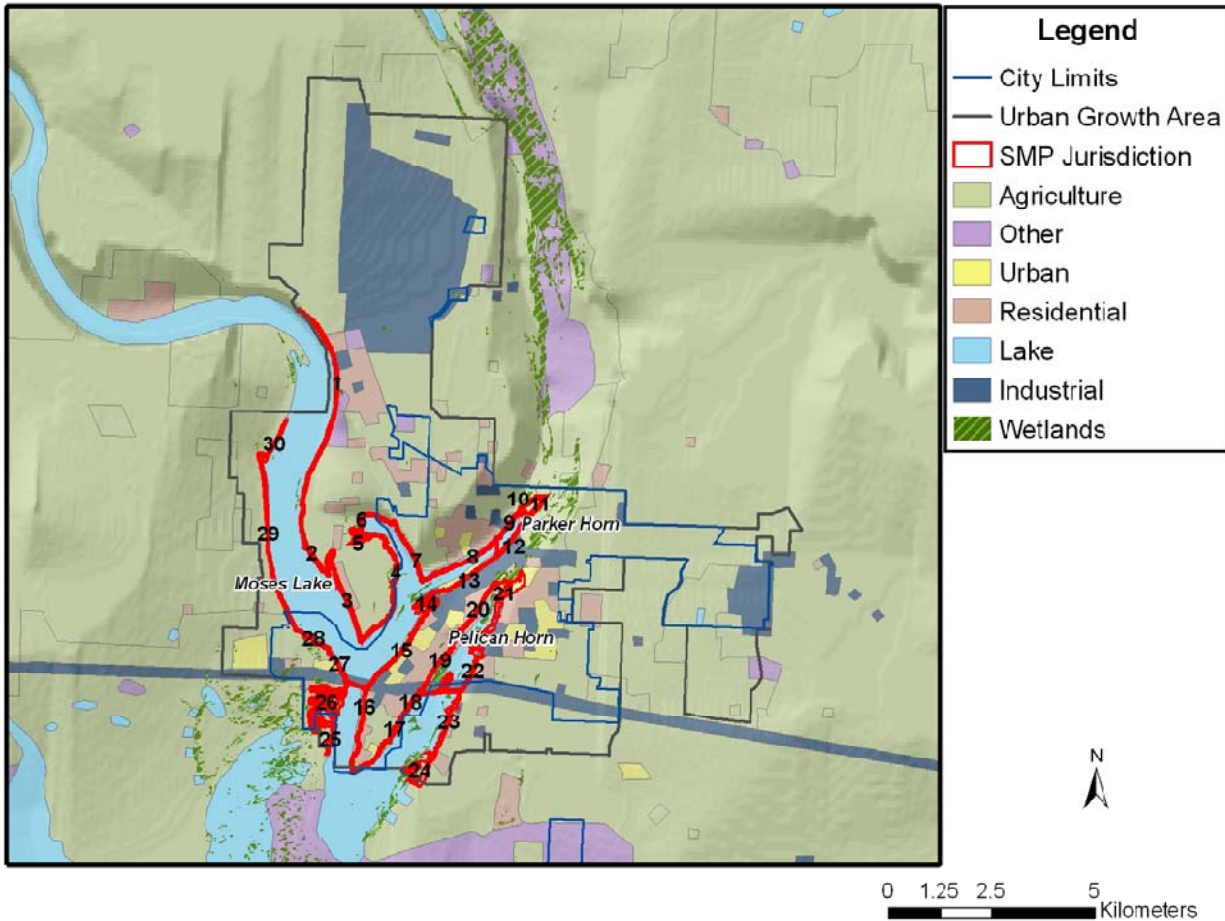 Legend
City Limits
Urban Growth Area
SMP Jurisdiction
Agriculture
Other
Urban
Residential
Lake
Industrial
Wetlands
1
30
29
2
Moses Lake
3
28
27
26
25
6
5
4
7
8
9
10
11
Parker Horn
12
13
14
15
20
21
Pelican Horn
19
22
16
18
17
23
24
N
0 1.25 2.5 5
Kilometers